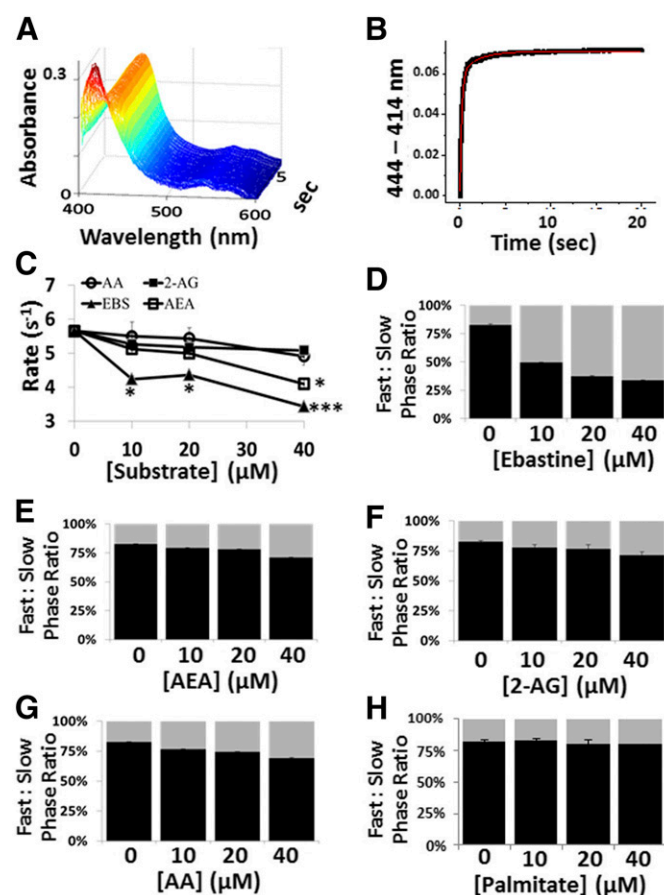 A
Absorbance
0.3
0
400
500
600
Wavelength (nm)
5
sec
B
444 – 414 nm
0.06
0.04
0.02
0.00
0
5
10
15
20
Time (sec)
C
AA
2-AG
EBS
AEA
Rate (s⁻¹)
7
6
5
4
3
*
*
*
***
0
10
20
30
40
[Substrate] (μM)
D
Fast : Slow
Phase Ratio
100%
75%
50%
25%
0%
0 10 20 40
[Ebastine] (μM)
E
Fast : Slow
Phase Ratio
100%
75%
50%
25%
0%
0 10 20 40
[AEA] (μM)
F
Fast : Slow
Phase Ratio
100%
75%
50%
25%
0%
0 10 20 40
[2-AG] (μM)
G
Fast : Slow
Phase Ratio
100%
75%
50%
25%
0%
0 10 20 40
[AA] (μM)
H
Fast : Slow
Phase Ratio
100%
75%
50%
25%
0%
0 10 20 40
[Palmitate] (μM)